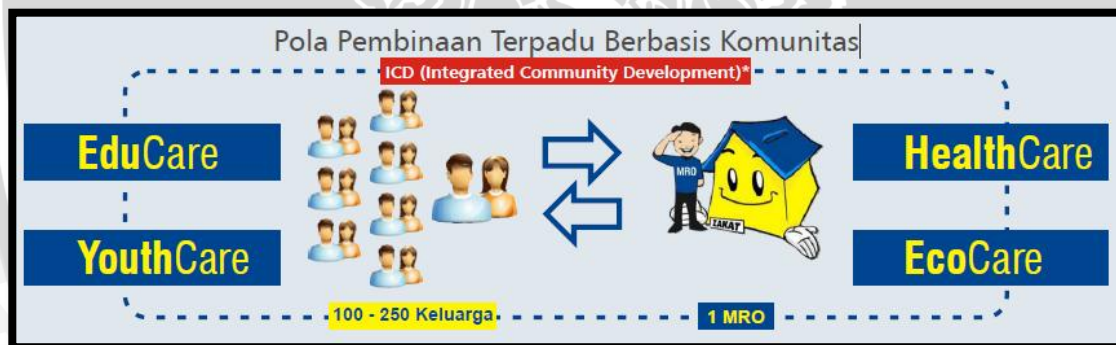 Pola Pembinaan Terpadu Berbasis Komunitas
ICD (Integrated Community Development)*
EduCare
HealthCare
MRO
ZAKAT
YouthCare
EcoCare
100 - 250 Keluarga
1 MRO